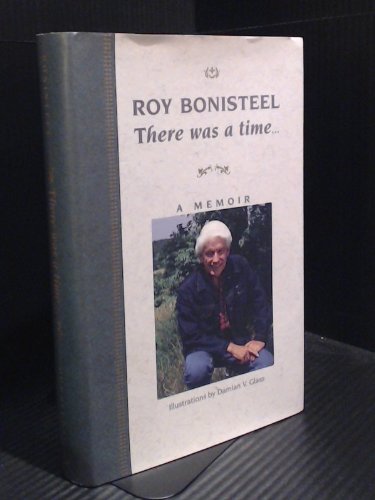 ROY BONISTEEL
There was a time...
A MEMOIR
Illustrations by Damian V. Glass